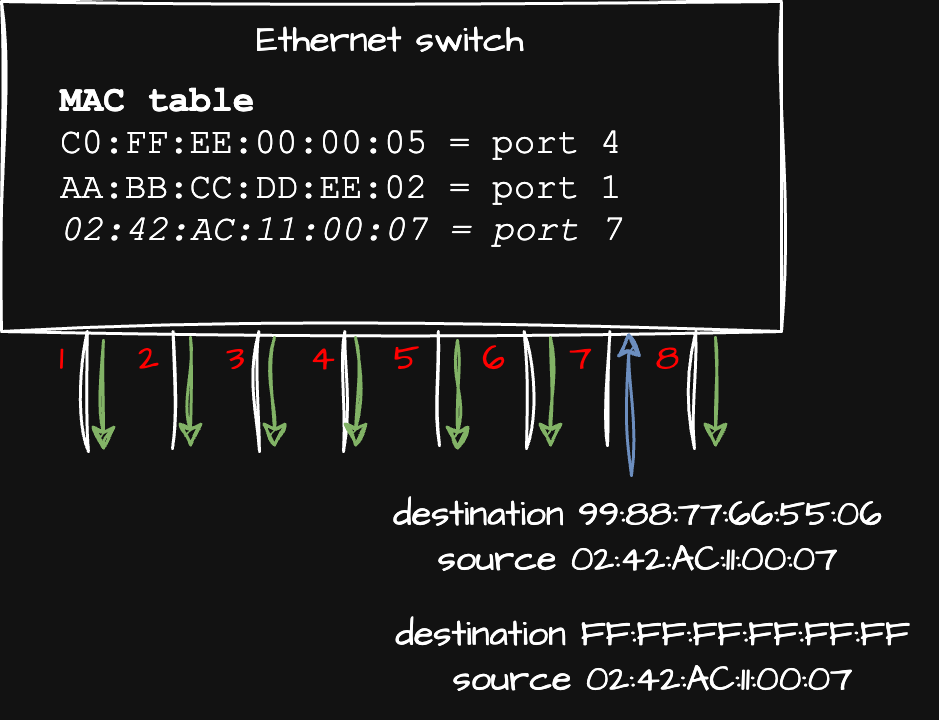 Ethernet switch
MAC table
C0:FF:EE:00:00:05 = port 4
AA:BB:CC:DD:EE:02 = port 1
02:42:AC:11:00:07 = port 7
1 2 3 4 5 6 7 8
destination 99:88:77:66:55:06
source 02:42:AC:11:00:07
destination FF:FF:FF:FF:FF:FF
source 02:42:AC:11:00:07